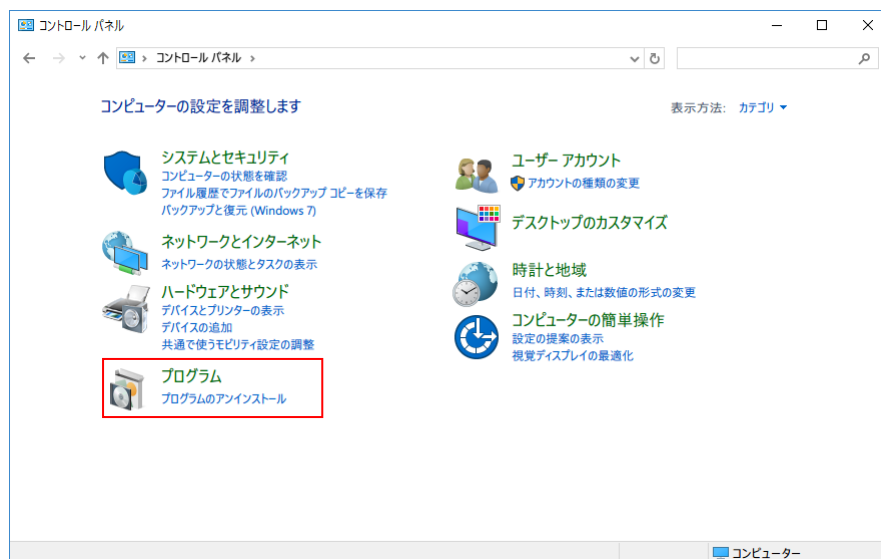 コントロール パネル
コントロール パネル
コンピューターの設定を調整します
表示方法: カテゴリ
システムとセキュリティ
コンピューターの状態を確認
ファイル履歴でファイルのバックアップ コピーを保存
バックアップと復元 (Windows 7)
ネットワークとインターネット
ネットワークの状態とタスクの表示
ハードウェアとサウンド
デバイスとプリンターの表示
デバイスの追加
共通で使うモビリティ設定の調整
プログラム
プログラムのアンインストール
ユーザー アカウント
アカウントの種類の変更
デスクトップのカスタマイズ
時計と地域
日付、時刻、または数値の形式の変更
コンピューターの簡単操作
設定の提案の表示
視覚ディスプレイの最適化
コンピューター